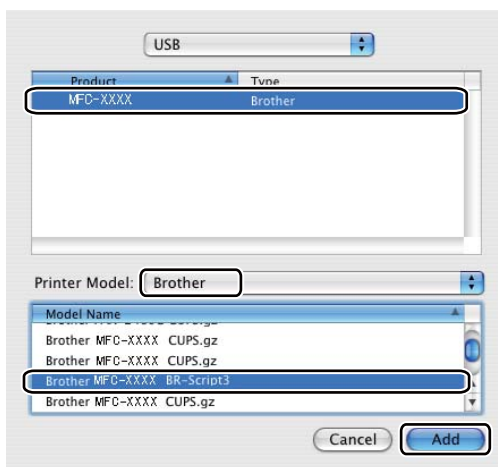 USB
Product Type
MFC-XXXX Brother
Printer Model: Brother
Model Name
Brother MFC-XXXX CUPS.gz
Brother MFC-XXXX CUPS.gz
Brother MFC-XXXX BR-Script3
Brother MFC-XXXX CUPS.gz
Cancel Add